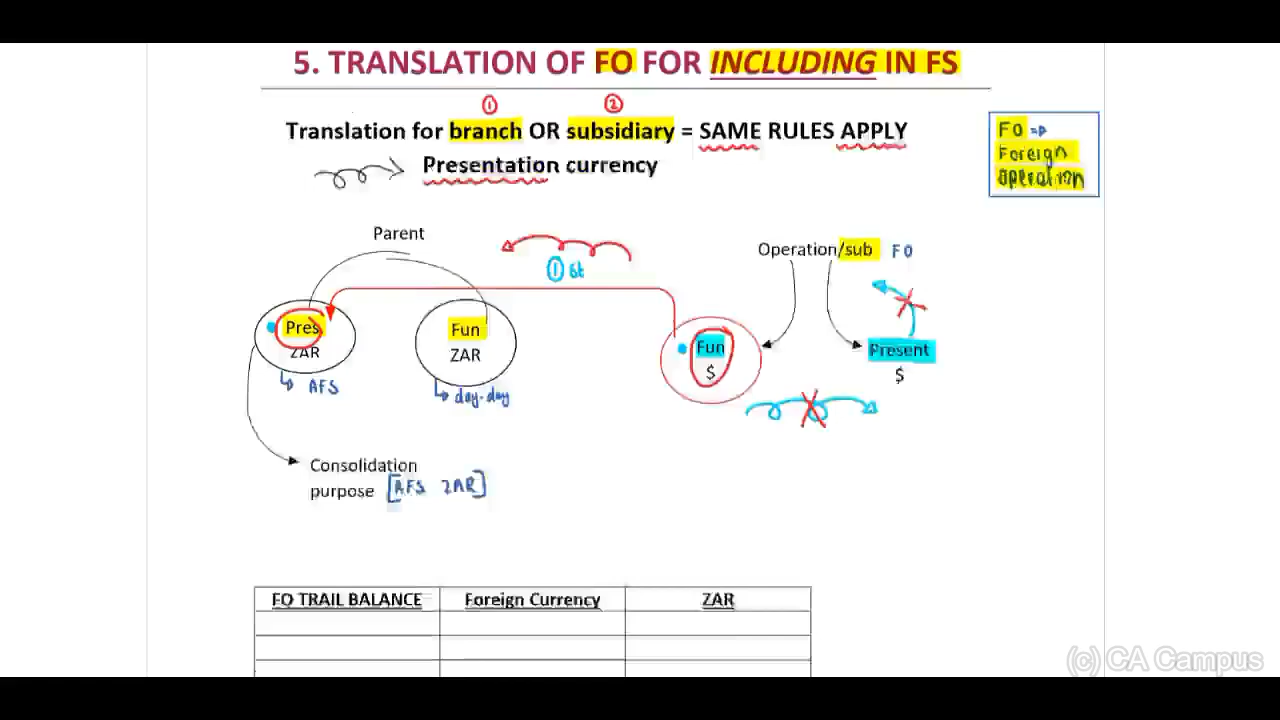 5. TRANSLATION OF FO FOR INCLUDING IN FS
① ②
Translation for branch OR subsidiary = SAME RULES APPLY
Presentation currency
FO ⇒
Foreign
Operation
Parent
Operation/sub FO
① st
Pres
ZAR
↳ AFS
Fun
ZAR
↳ day-day
Fun
$
Present
$
Consolidation
purpose [AFS ZAR]
FO TRAIL BALANCE Foreign Currency ZAR
(c) CA Campus